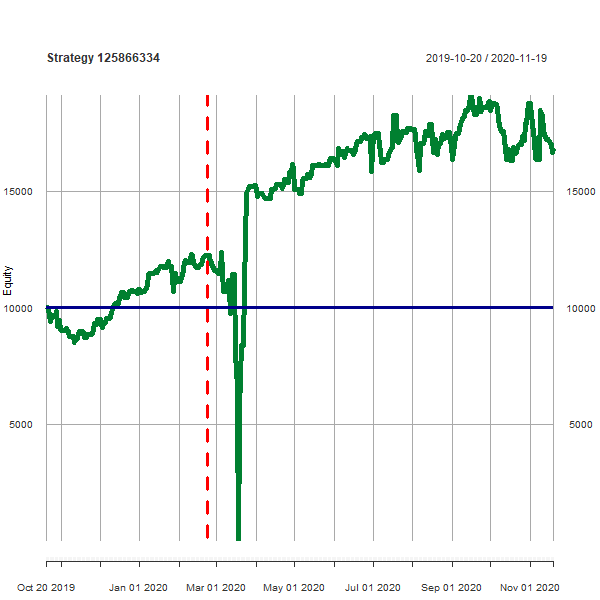 Strategy 125866334
2019-10-20 / 2020-11-19
15000
15000
Equity
10000
10000
5000
5000
Oct 20 2019
Jan 01 2020
Mar 01 2020
May 01 2020
Jul 01 2020
Sep 01 2020
Nov 01 2020